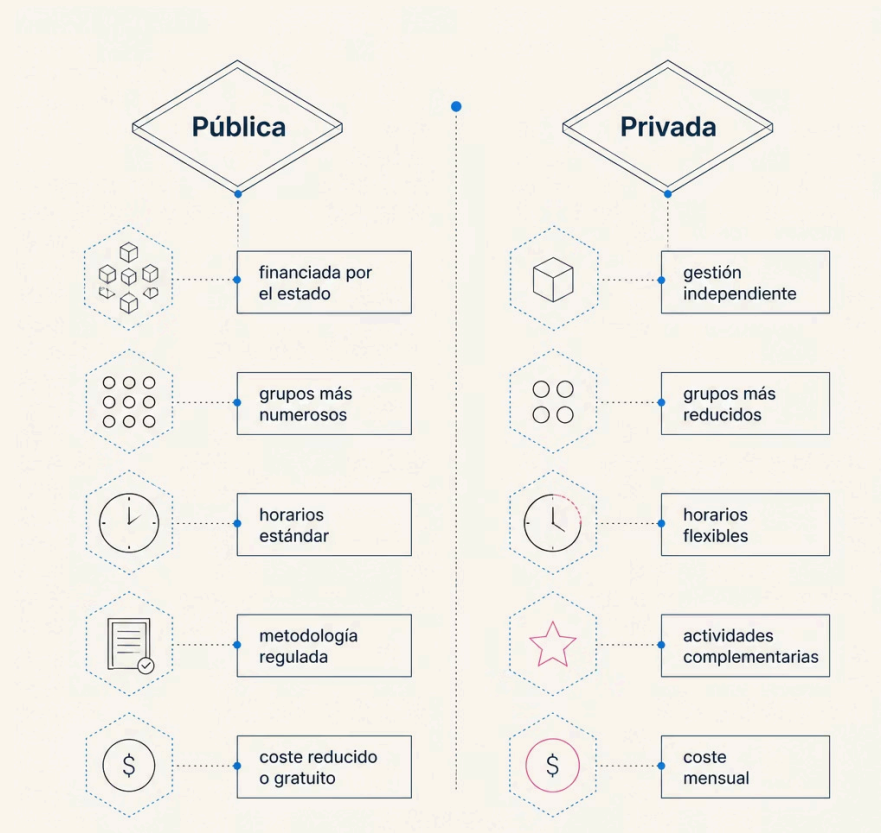 Pública
financiada por
el estado
grupos más
numerosos
horarios
estándar
metodología
regulada
$
coste reducido
o gratuito
Privada
gestión
independiente
grupos más
reducidos
horarios
flexibles
actividades
complementarias
$
coste
mensual